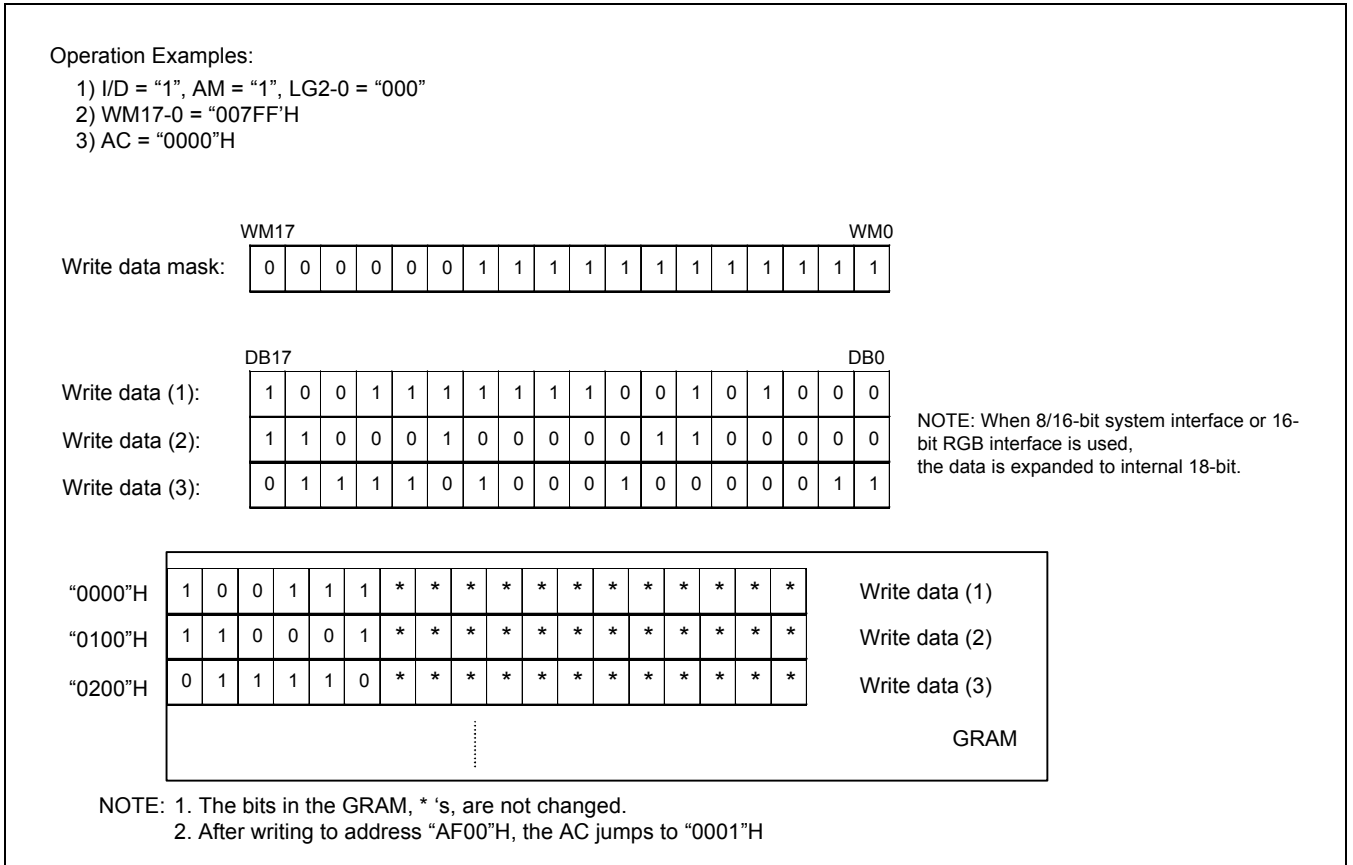 Operation Examples:
1) I/D = “1”, AM = “1”, LG2-0 = “000”
2) WM17-0 = “007FF’H
3) AC = “0000”H
WM17 WM0
Write data mask: 0 0 0 0 0 0 1 1 1 1 1 1 1 1 1 1 1 1
DB17 DB0
Write data (1): 1 0 0 1 1 1 1 1 1 1 0 0 1 0 1 0 0 0
Write data (2): 1 1 0 0 0 1 0 0 0 0 0 1 1 0 0 0 0 0
Write data (3): 0 1 1 1 1 0 1 0 0 0 1 0 0 0 0 0 1 1
NOTE: When 8/16-bit system interface or 16-
bit RGB interface is used,
the data is expanded to internal 18-bit.
“0000”H 1 0 0 1 1 1 * * * * * * * * * * * * Write data (1)
“0100”H 1 1 0 0 0 1 * * * * * * * * * * * * Write data (2)
“0200”H 0 1 1 1 1 0 * * * * * * * * * * * * Write data (3)
GRAM
NOTE: 1. The bits in the GRAM, * ‘s, are not changed.
2. After writing to address “AF00”H, the AC jumps to “0001”H